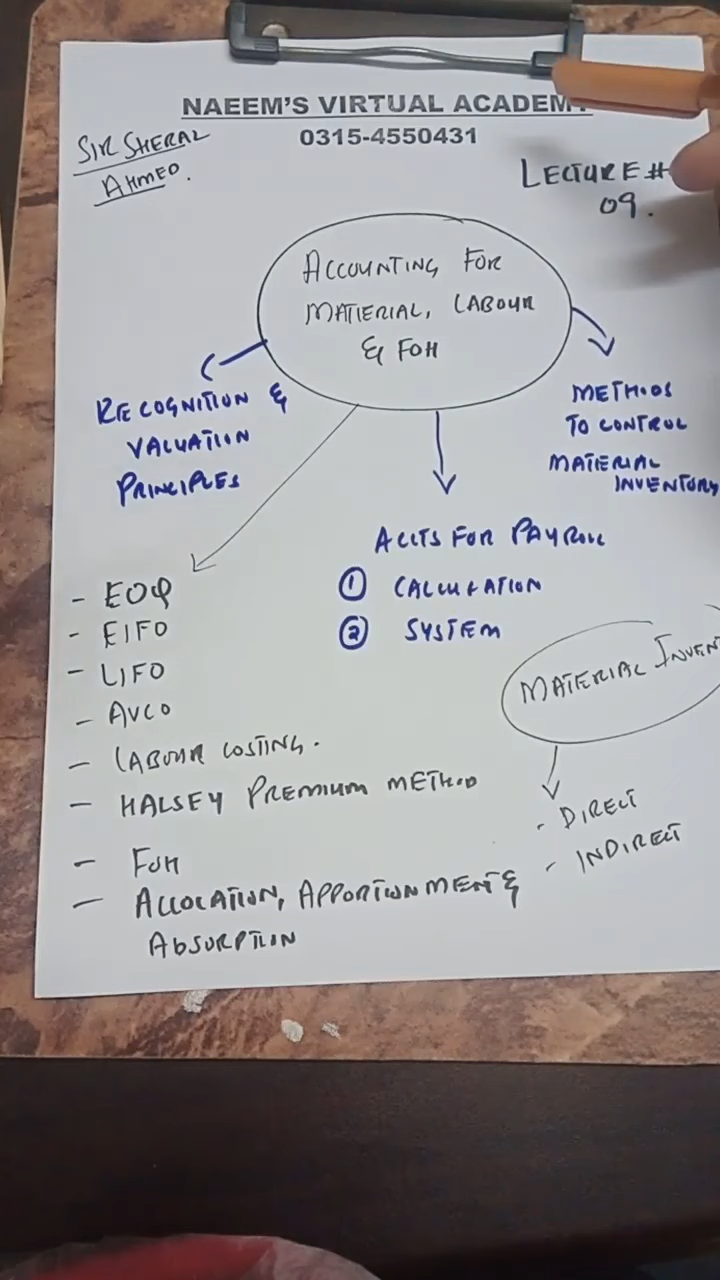 NAEEM'S VIRTUAL ACADEM
0315-4550431
SIR SHERAZ
AHMED.
LECTURE #
09.
ACCOUNTING FOR
MATERIAL, LABOUR
& FOH
RECOGNITION &
VALUATION
PRINCIPLES
METHODS
TO CONTROL
MATERIAL
INVENTORY
ACCTS FOR PAYROLL
① CALCULATION
② SYSTEM
- EOQ
- FIFO
- LIFO
- AVCO
- LABOUR COSTING.
- HALSEY PREMIUM METHOD
- FOH
- ALLOCATION, APPORTIONMENT &
ABSORPTION
MATERIAL INVEN
- DIRECT
- INDIRECT